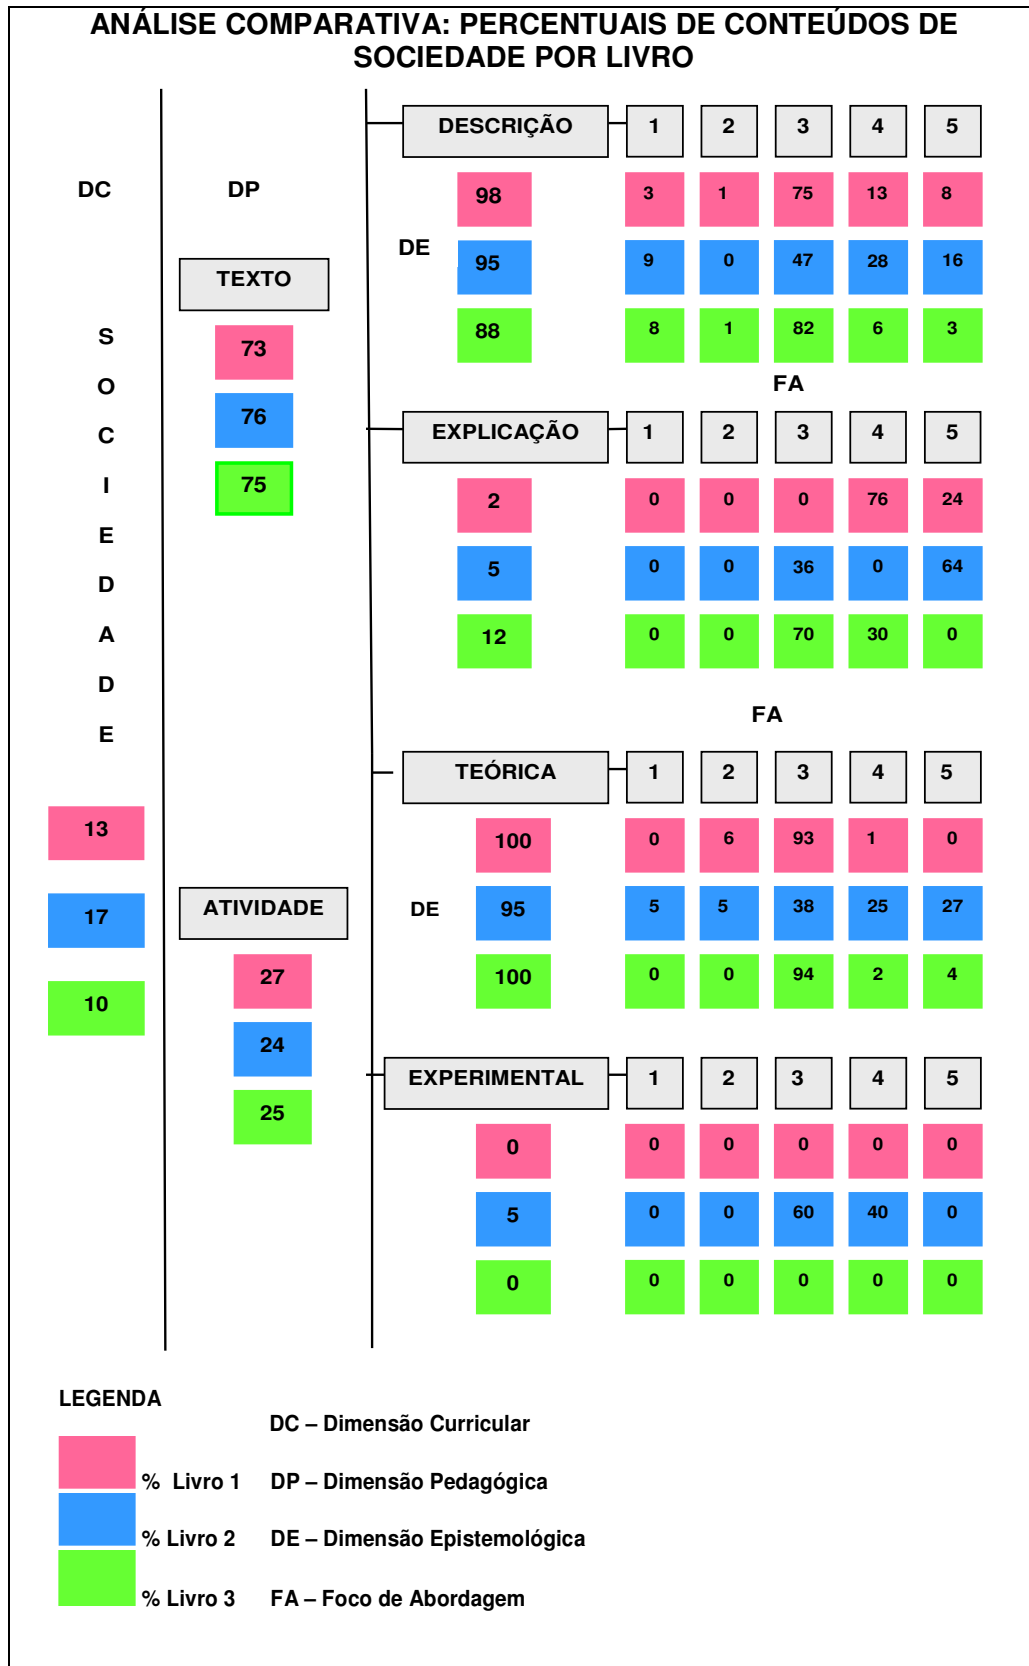 ANÁLISE COMPARATIVA: PERCENTUAIS DE CONTEÚDOS DE
SOCIEDADE POR LIVRO
DESCRIÇÃO 1 2 3 4 5
DC DP 98 3 1 75 13 8
DE 95 9 0 47 28 16
TEXTO
88 8 1 82 6 3
S
73
O
FA
76
C
EXPLICAÇÃO 1 2 3 4 5
I
75
2 0 0 0 76 24
E
D
5 0 0 36 0 64
A
12 0 0 70 30 0
D
E
FA
TEÓRICA 1 2 3 4 5
13
100 0 6 93 1 0
17
ATIVIDADE
DE 95 5 5 38 25 27
27
10
100 0 0 94 2 4
24
EXPERIMENTAL 1 2 3 4 5
25
0 0 0 0 0 0
5 0 0 60 40 0
0 0 0 0 0 0
LEGENDA
DC – Dimensão Curricular
% Livro 1 DP – Dimensão Pedagógica
% Livro 2 DE – Dimensão Epistemológica
% Livro 3 FA – Foco de Abordagem